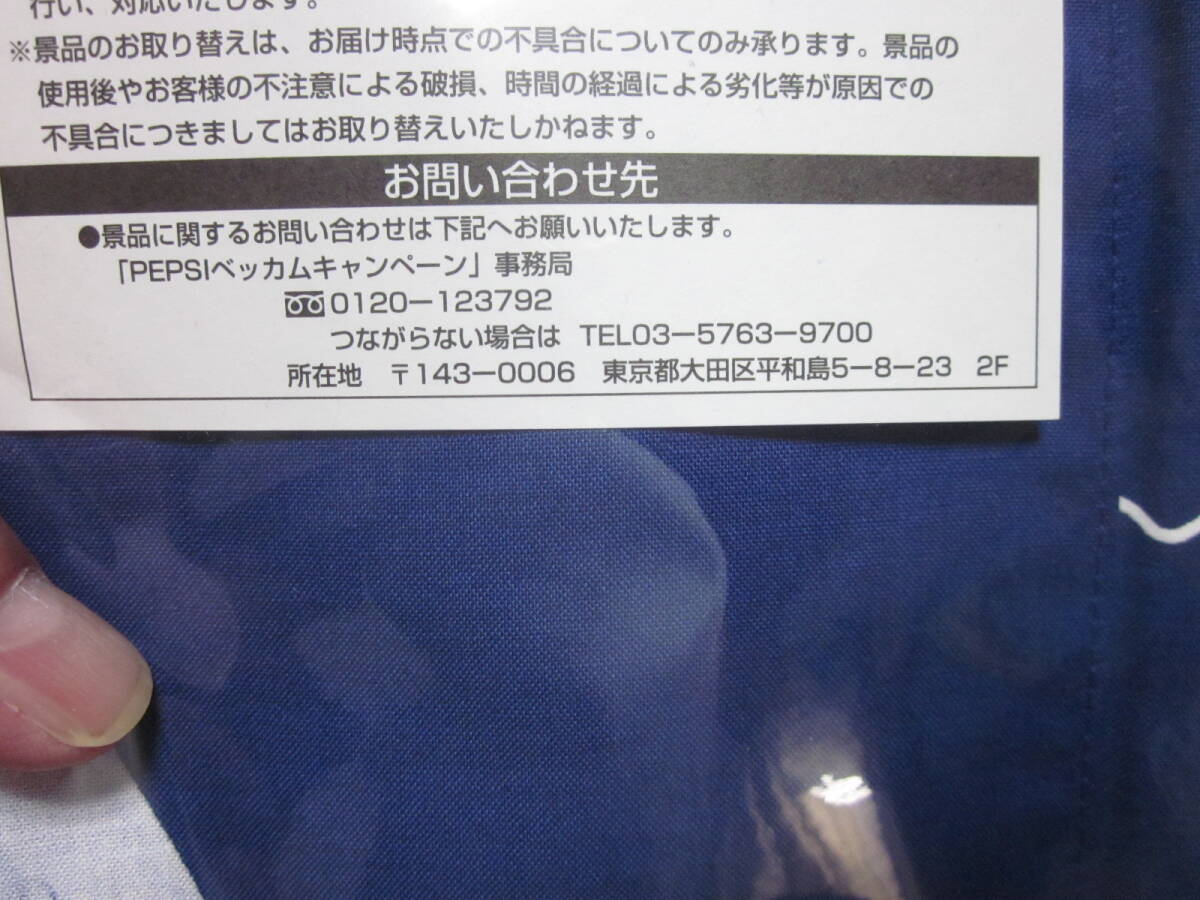 行い、対応いたします。
※景品のお取り替えは、お届け時点での不具合についてのみ承ります。景品の
使用後やお客様の不注意による破損、時間の経過による劣化等が原因での
不具合につきましてはお取り替えいたしかねます。
お問い合わせ先
●景品に関するお問い合わせは下記へお願いいたします。
「PEPSIベッカムキャンペーン」事務局
0120－123792
つながらない場合は TEL03－5763－9700
所在地 〒143－0006 東京都大田区平和島5－8－23 2F